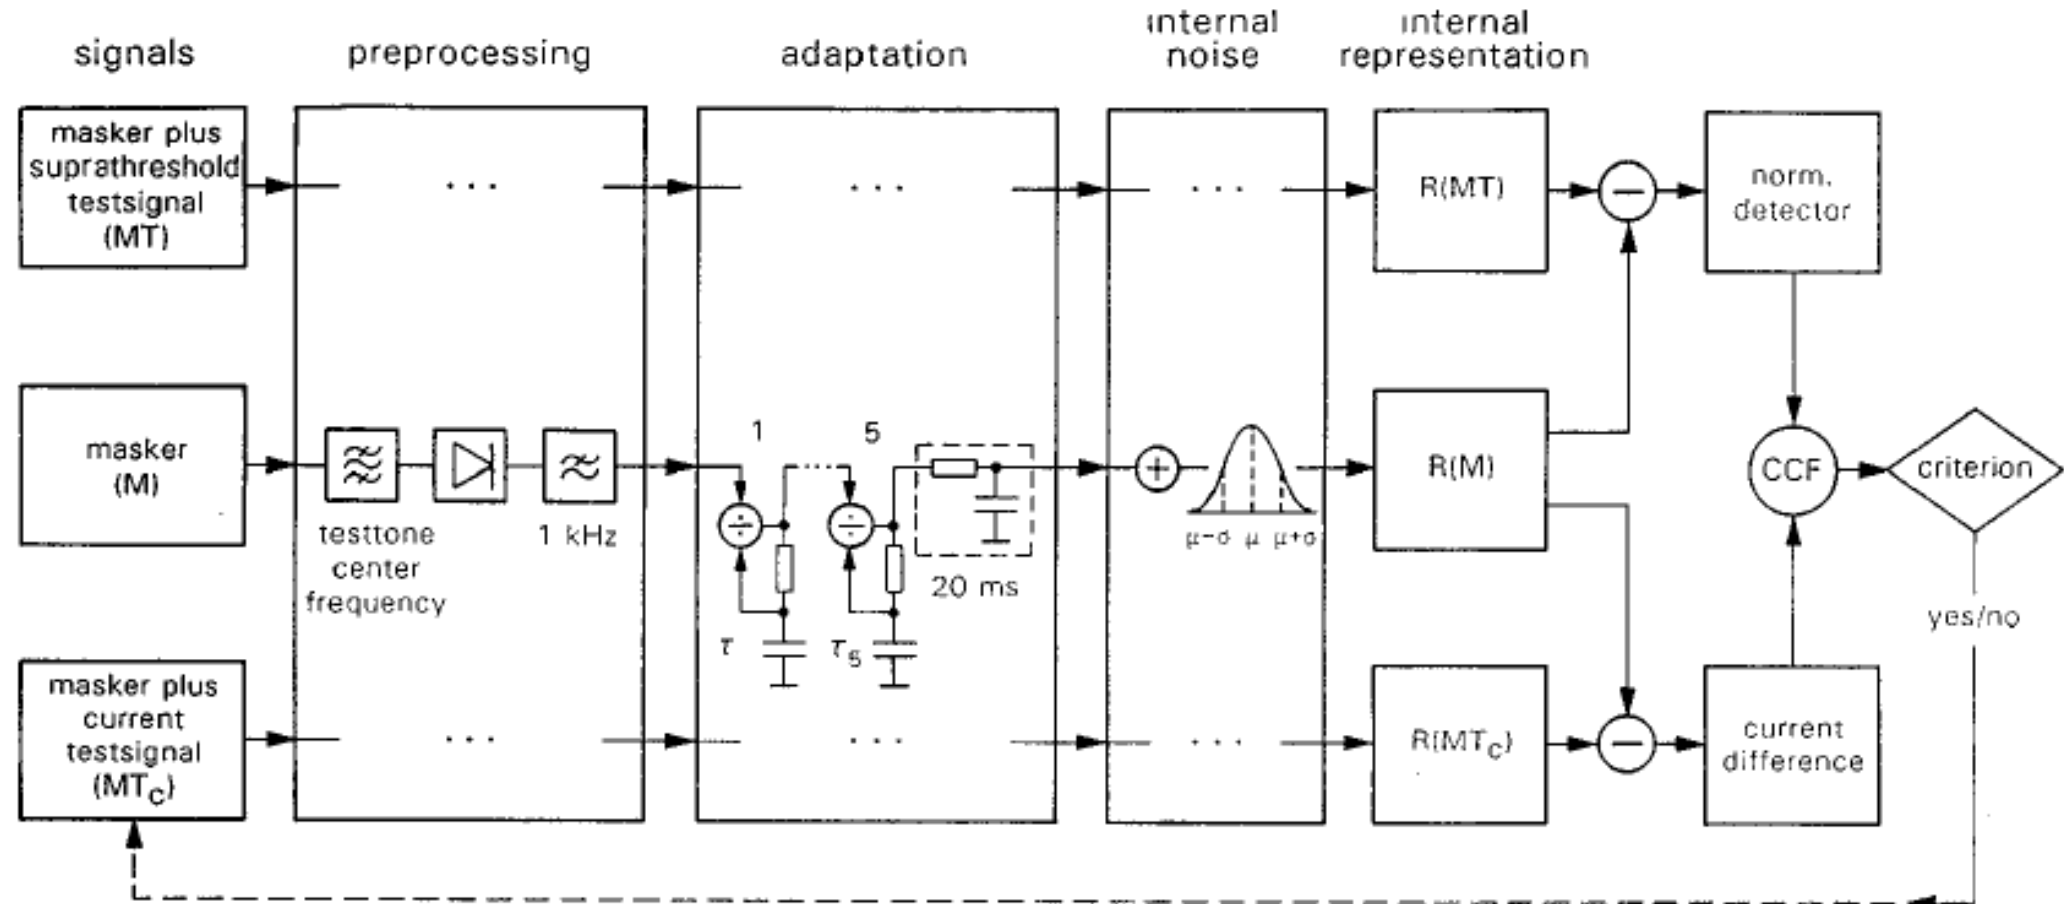 signals
preprocessing
adaptation
internal
noise
internal
representation
masker plus
suprathreshold
testsignal
(MT)
. . .
. . .
. . .
R(MT)
−
norm.
detector
masker
(M)
testtone
center
frequency
1 kHz
1
5
÷
÷
τ
τ5
20 ms
+
μ−σ μ μ+σ
R(M)
CCF
criterion
yes/no
masker plus
current
testsignal
(MTC)
. . .
. . .
. . .
R(MTC)
−
current
difference